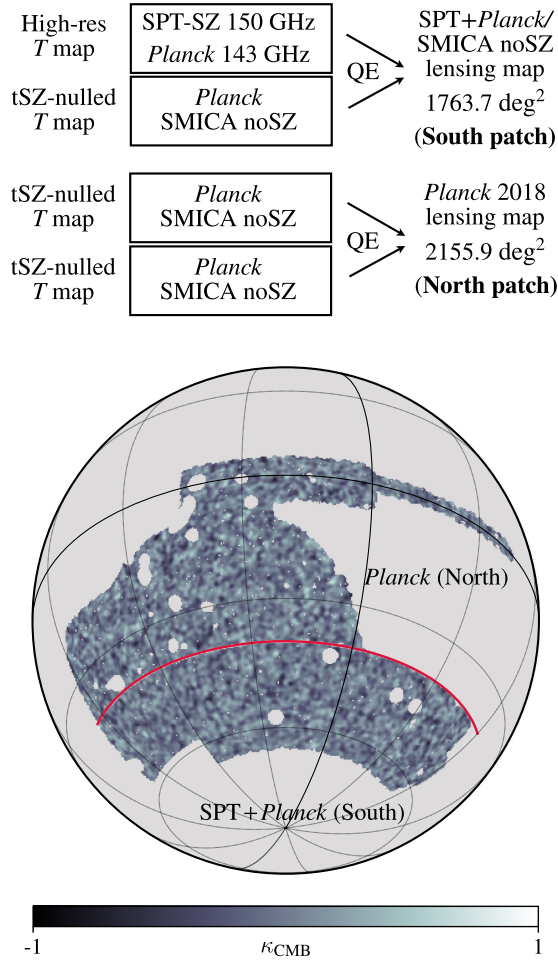 High-res
T map
SPT-SZ 150 GHz
Planck 143 GHz
tSZ-nulled
T map
Planck
SMICA noSZ
QE
SPT+Planck/
SMICA noSZ
lensing map
1763.7 deg²
(South patch)
tSZ-nulled
T map
Planck
SMICA noSZ
tSZ-nulled
T map
Planck
SMICA noSZ
QE
Planck 2018
lensing map
2155.9 deg²
(North patch)
Planck (North)
SPT+Planck (South)
-1
κCMB
1